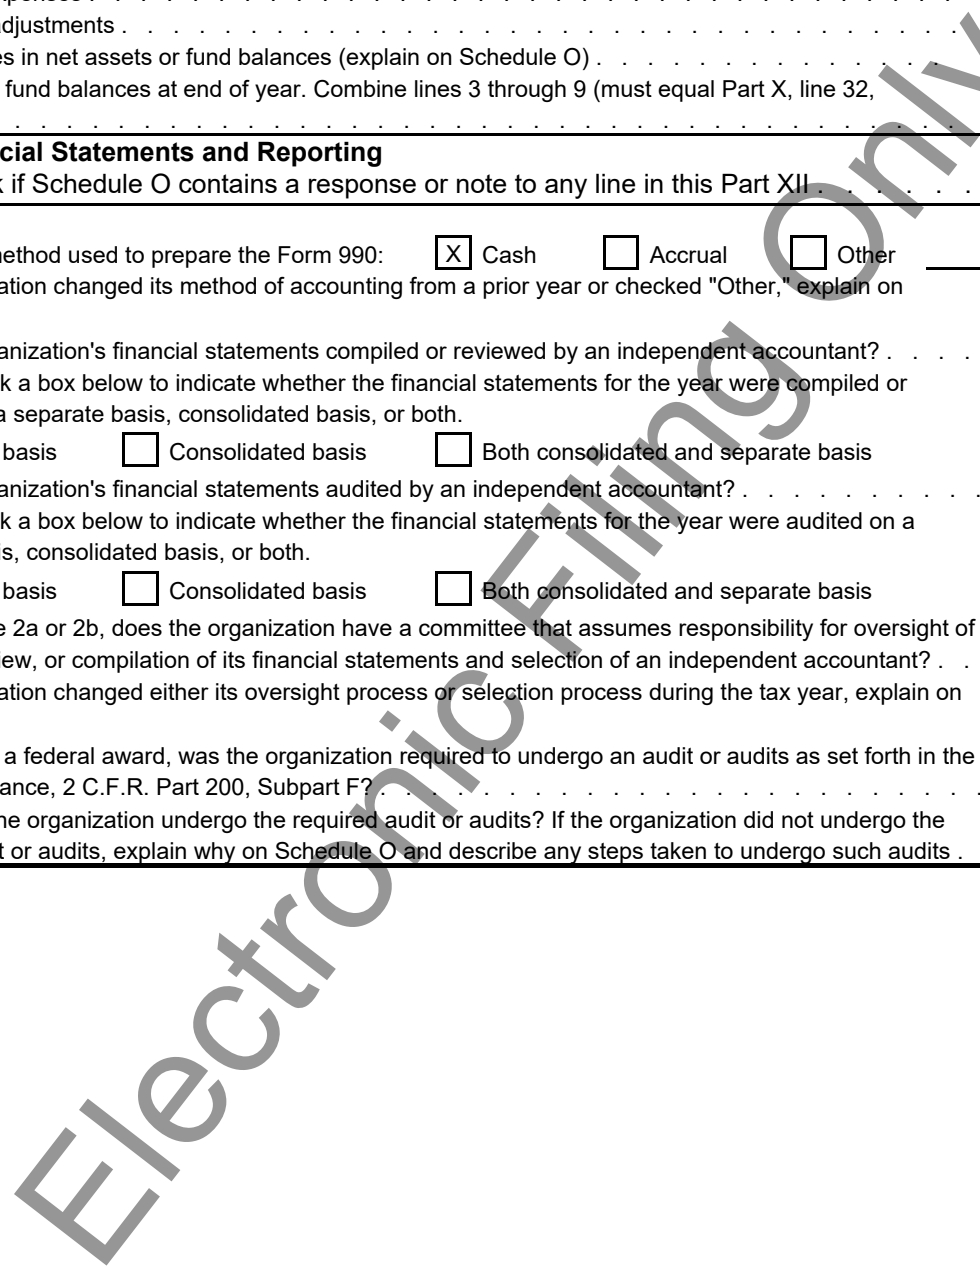 adjustments . . . . . . . . . . . . . . . . . . . . . . . . . . . . . . . . .
es in net assets or fund balances (explain on Schedule O) . . . . . . . . . . . . . .
fund balances at end of year. Combine lines 3 through 9 (must equal Part X, line 32,
. . . . . . . . . . . . . . . . . . . . . . . . . . . . . . . . . . . . .
cial Statements and Reporting
k if Schedule O contains a response or note to any line in this Part XII . . . . . . .
method used to prepare the Form 990: X Cash Accrual Other
ation changed its method of accounting from a prior year or checked "Other," explain on
anization's financial statements compiled or reviewed by an independent accountant? . . . .
k a box below to indicate whether the financial statements for the year were compiled or
a separate basis, consolidated basis, or both.
basis Consolidated basis Both consolidated and separate basis
anization's financial statements audited by an independent accountant? . . . . . . . . . .
k a box below to indicate whether the financial statements for the year were audited on a
is, consolidated basis, or both.
basis Consolidated basis Both consolidated and separate basis
e 2a or 2b, does the organization have a committee that assumes responsibility for oversight of
iew, or compilation of its financial statements and selection of an independent accountant? . .
ation changed either its oversight process or selection process during the tax year, explain on
a federal award, was the organization required to undergo an audit or audits as set forth in the
ance, 2 C.F.R. Part 200, Subpart F? . . . . . . . . . . . . . . . . . . . . . . . .
he organization undergo the required audit or audits? If the organization did not undergo the
t or audits, explain why on Schedule O and describe any steps taken to undergo such audits .
Electronic Filing Only